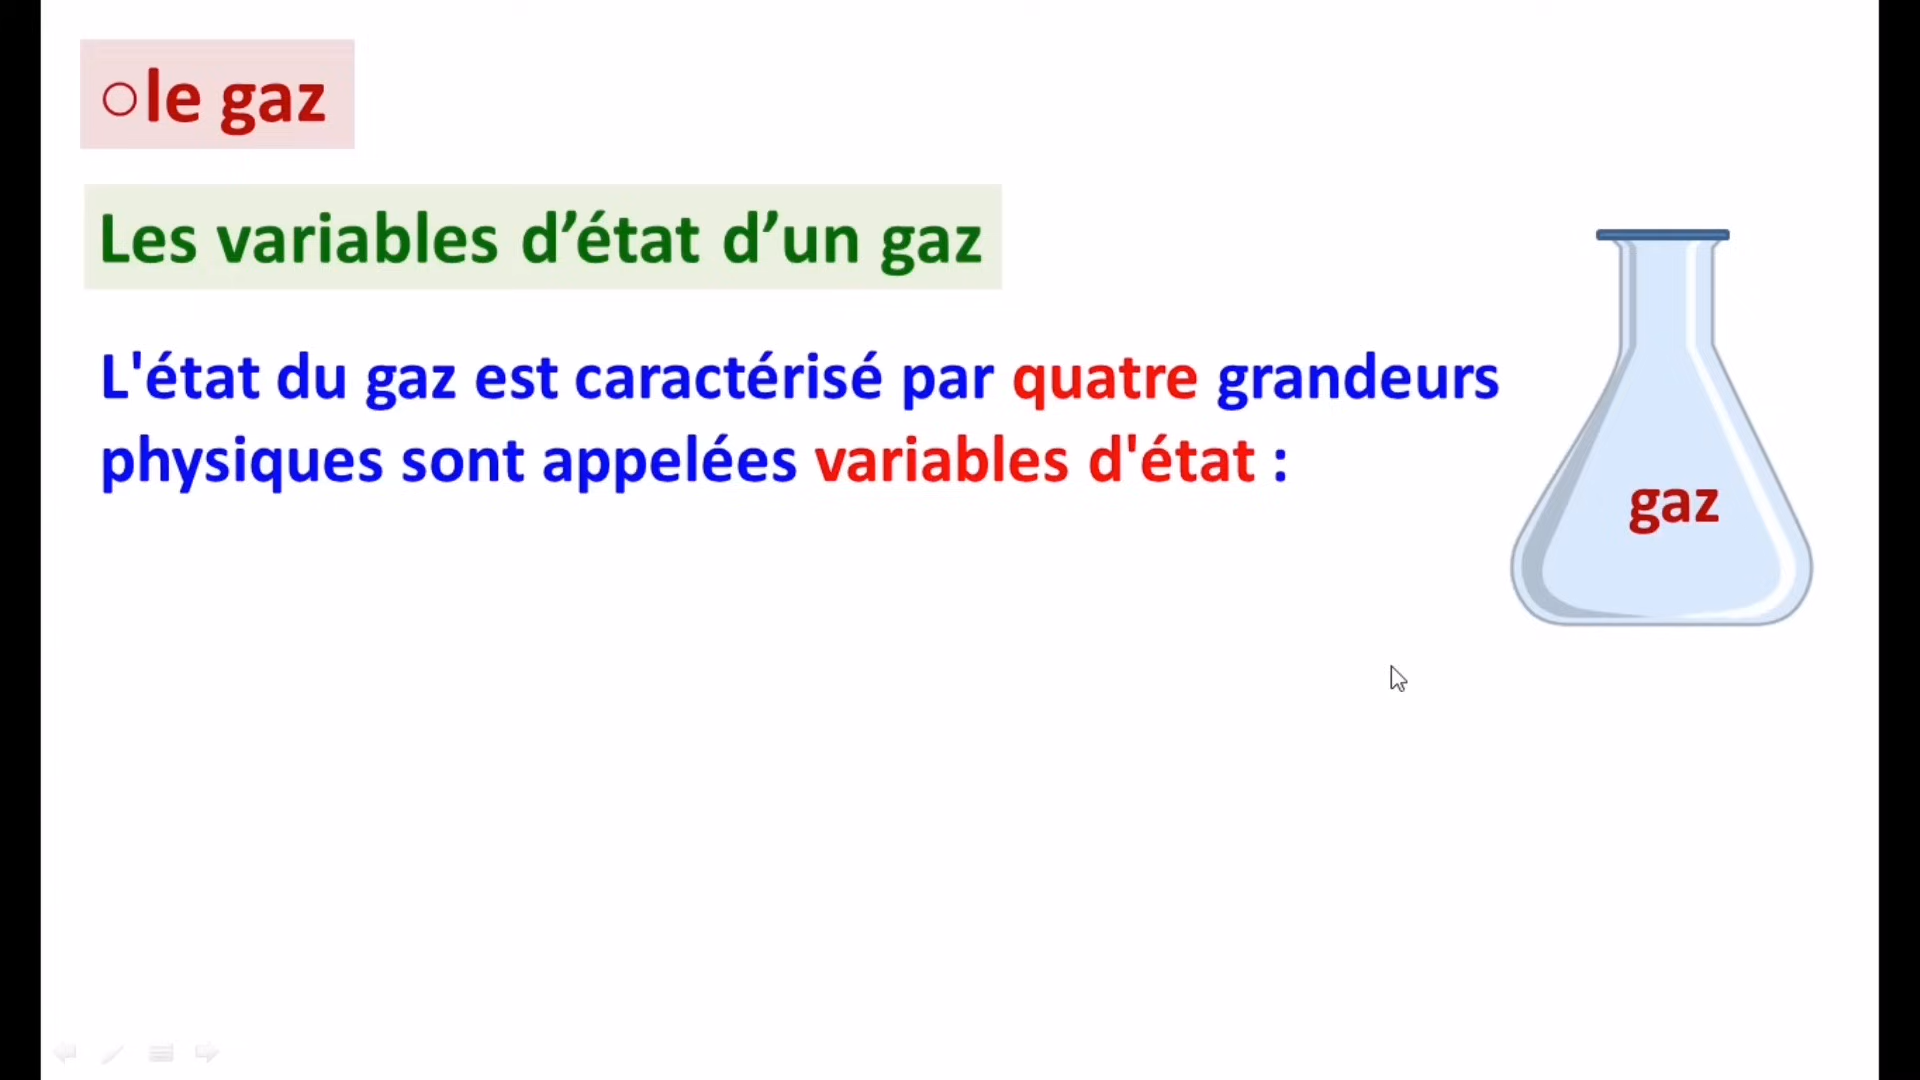 ○le gaz
Les variables d’état d’un gaz
L'état du gaz est caractérisé par quatre grandeurs
physiques sont appelées variables d'état :
gaz